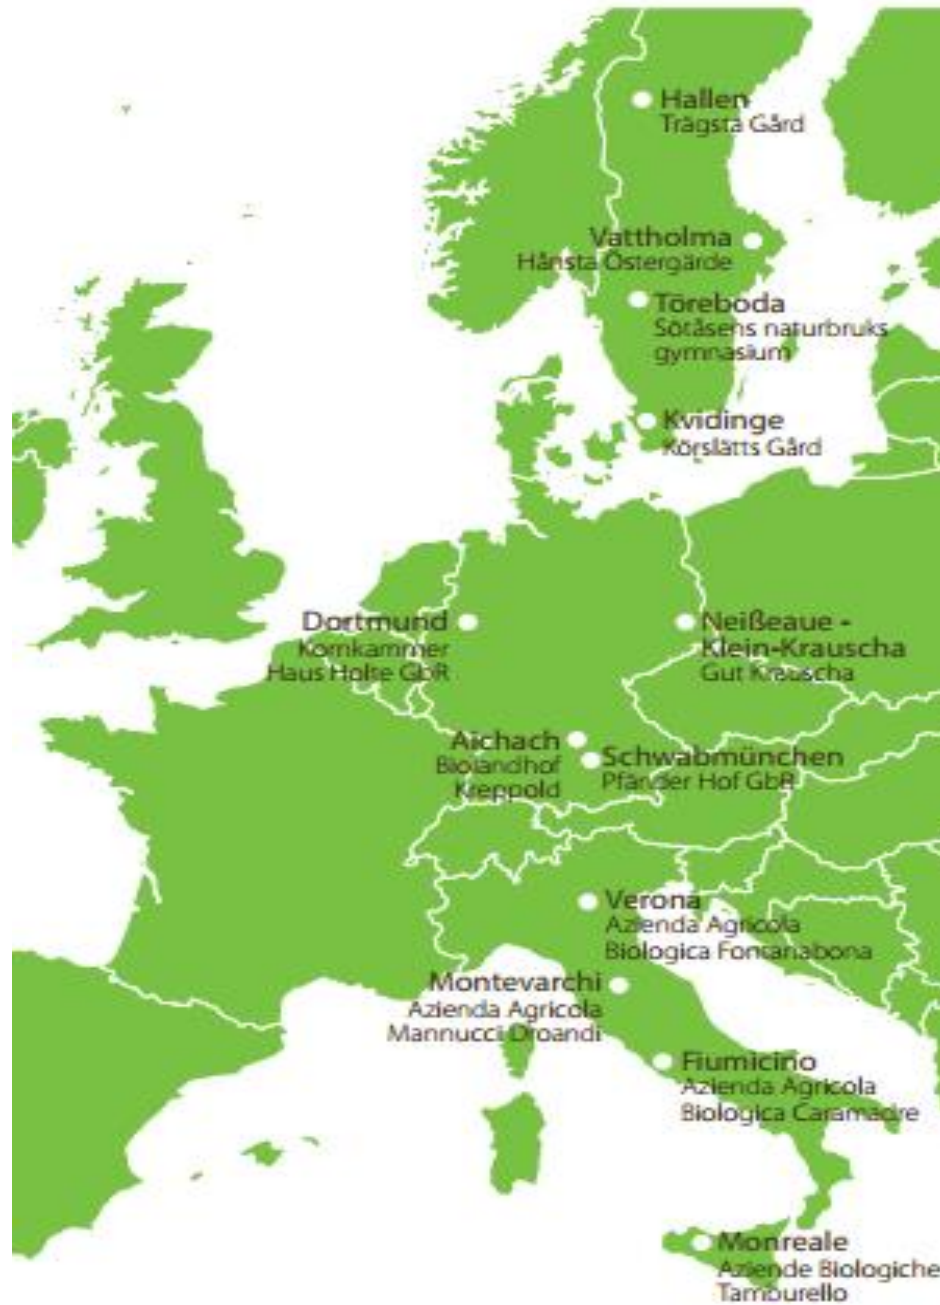 Hallen
Trägsta Gård
Vattholma
Hånsta Östergärde
Töreboda
Sötåsens naturbruks
gymnasium
Kvidinge
Körslätts Gård
Dortmund
Kornkammer
Haus Holte GbR
Neißeaue -
Klein-Krauscha
Gut Krauscha
Aichach
Biolandhof
Kreppold
Schwabmünchen
Pfänder Hof GbR
Verona
Azienda Agricola
Biologica Fontanabona
Montevarchi
Azienda Agricola
Mannucci Droandi
Fiumicino
Azienda Agricola
Biologica Caramadre
Monreale
Aziende Biologiche
Tamburello